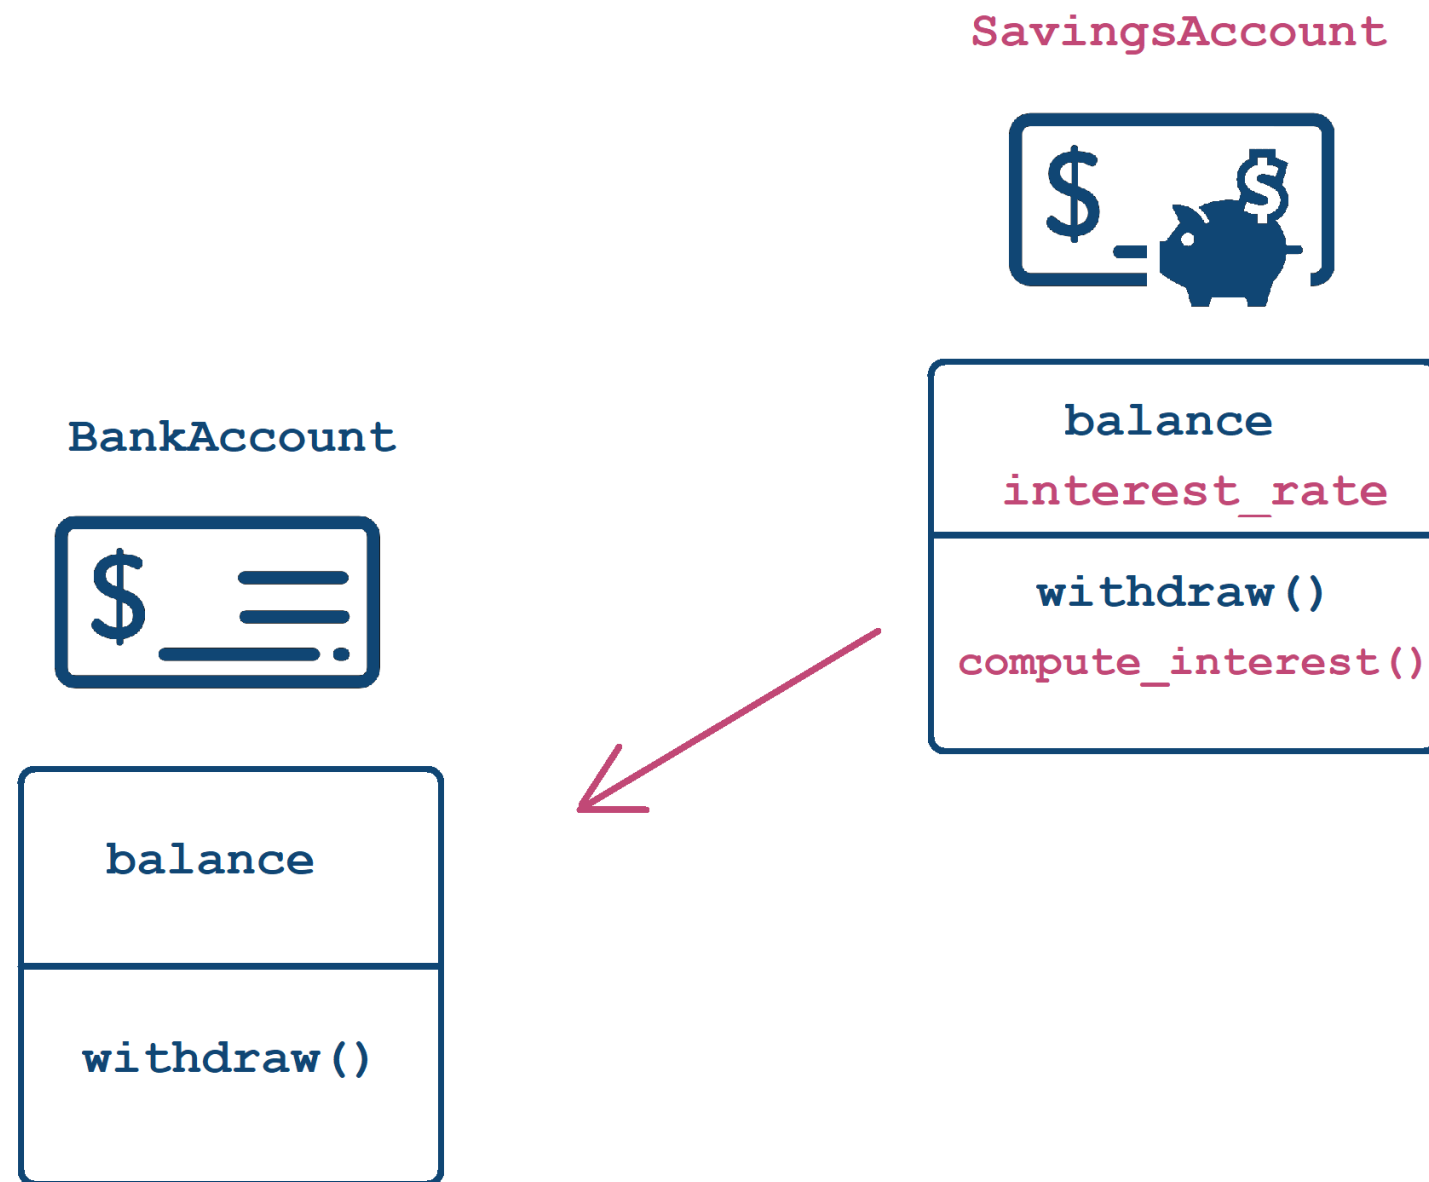 SavingsAccount
$
$
balance
interest_rate
withdraw()
compute_interest()
BankAccount
$
balance
withdraw()